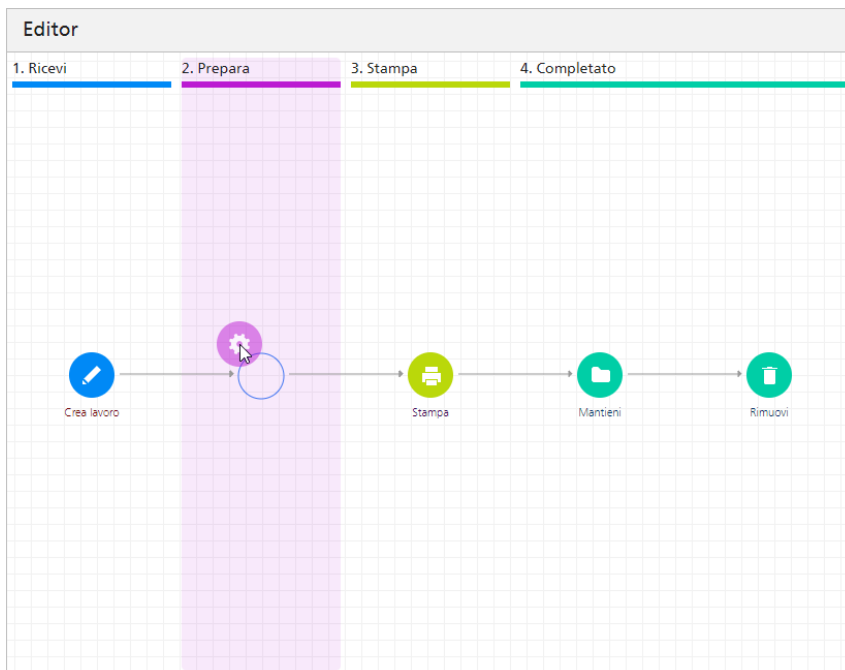 Editor
1. Ricevi
2. Prepara
3. Stampa
4. Completato
Crea lavoro
Stampa
Mantieni
Rimuovi